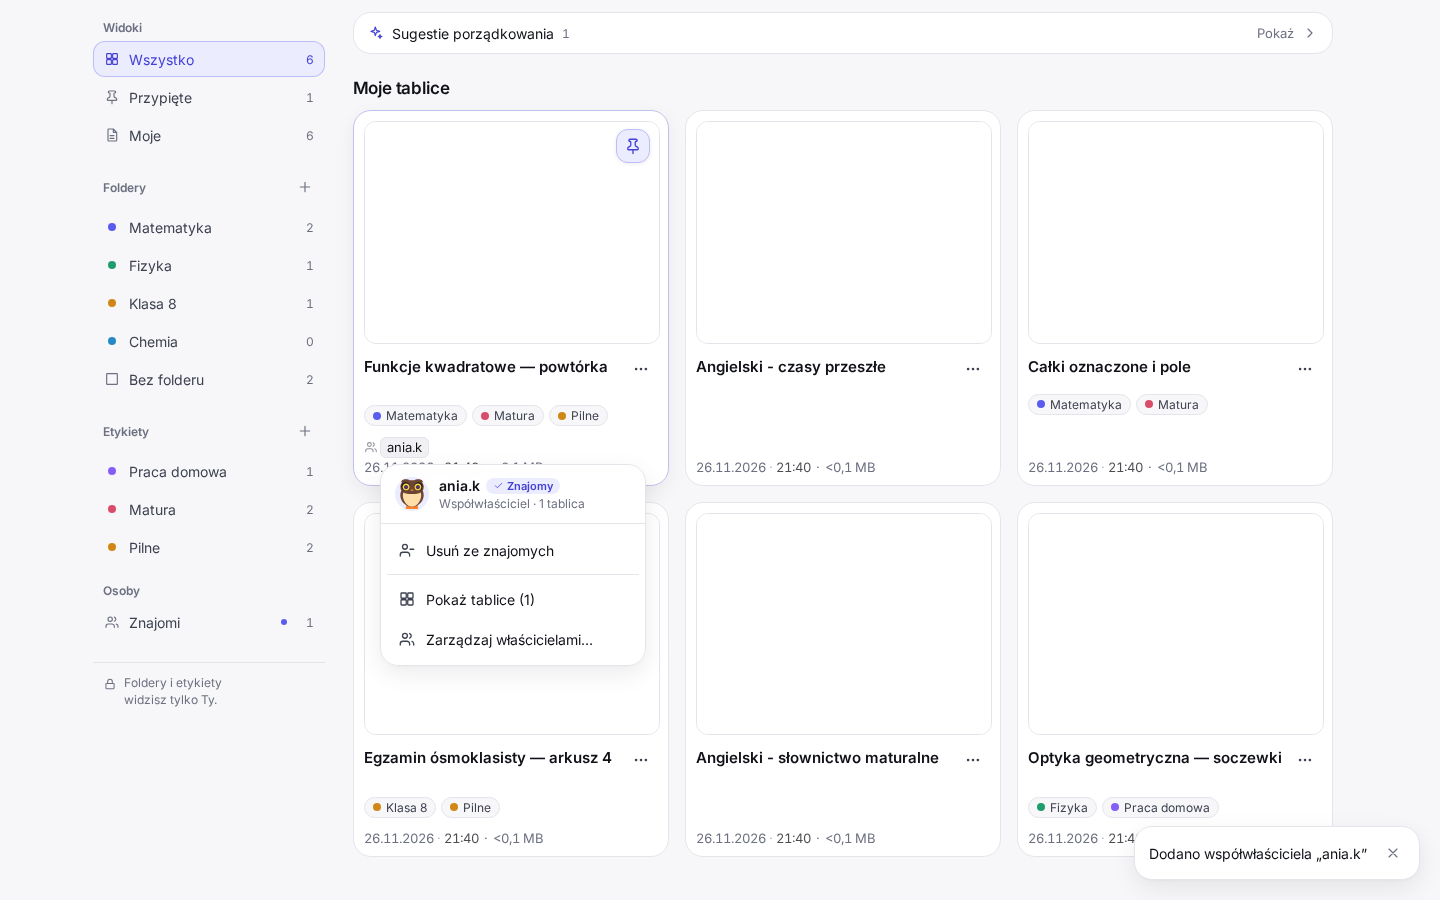 Widoki
Wszystko 6
Przypięte 1
Moje 6
Foldery
Matematyka 2
Fizyka 1
Klasa 8 1
Chemia 0
Bez folderu 2
Etykiety
Praca domowa 1
Matura 2
Pilne 2
Osoby
Znajomi 1
Foldery i etykiety
widzisz tylko Ty.
Sugestie porządkowania 1 Pokaż
Moje tablice
Funkcje kwadratowe — powtórka
Matematyka Matura Pilne
ania.k
ania.k Znajomy
Współwłaściciel · 1 tablica
Usuń ze znajomych
Pokaż tablice (1)
Zarządzaj właścicielami...
Angielski - czasy przeszłe
26.11.2026 · 21:40 · <0,1 MB
Całki oznaczone i pole
Matematyka Matura
26.11.2026 · 21:40 · <0,1 MB
Egzamin ósmoklasisty — arkusz 4
Klasa 8 Pilne
26.11.2026 · 21:40 · <0,1 MB
Angielski - słownictwo maturalne
26.11.2026 · 21:40 · <0,1 MB
Optyka geometryczna — soczewki
Fizyka Praca domowa
26.11.2026 · 21:4
Dodano współwłaściciela „ania.k”